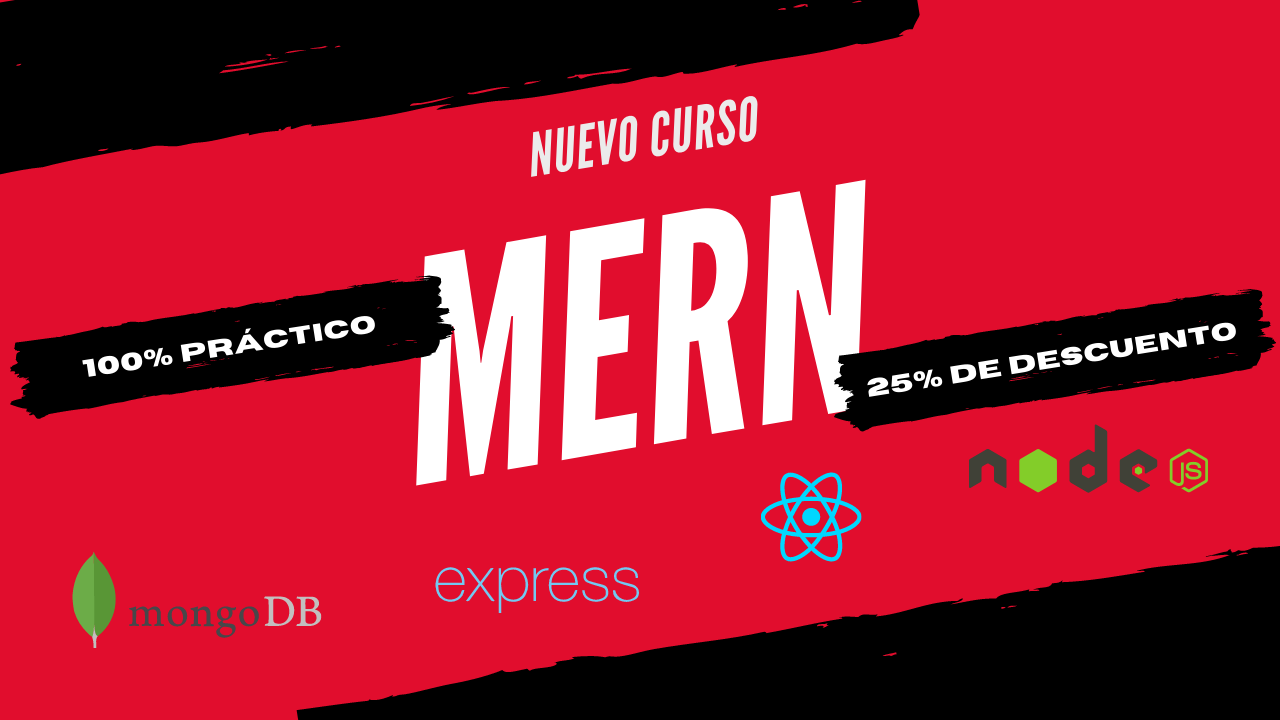 NUEVO CURSO
MERN
100% PRÁCTICO
25% DE DESCUENTO
node
JS
express
mongoDB